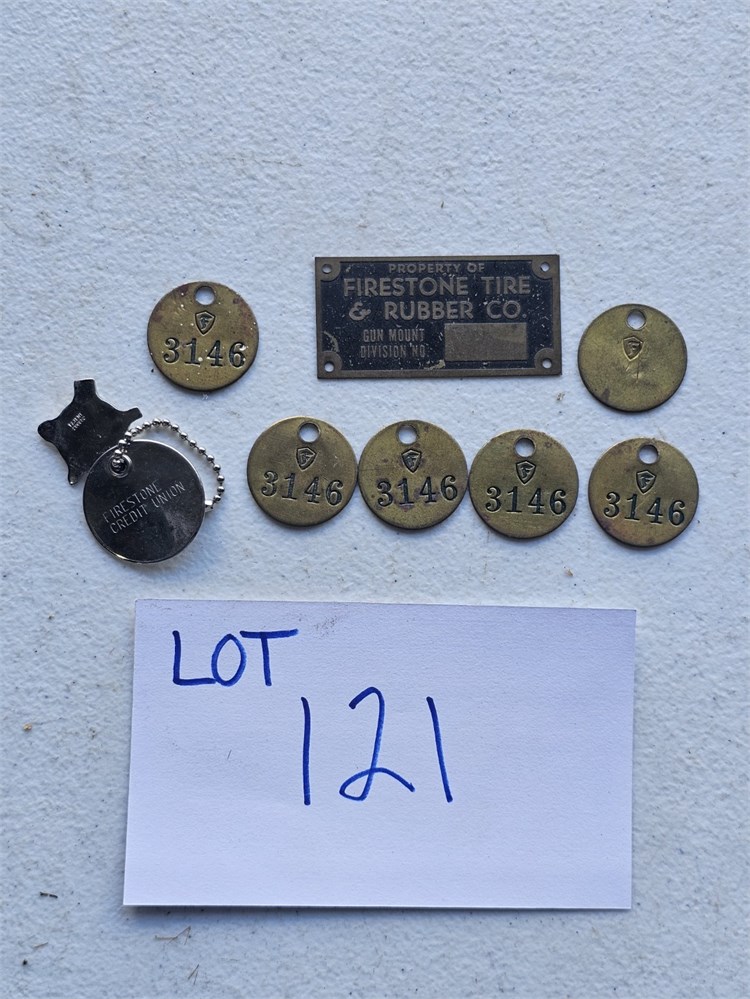 PROPERTY OF
FIRESTONE TIRE
& RUBBER CO.
GUN MOUNT
DIVISION NO.
F
3146
F
FIRESTONE
CREDIT UNION
F
3146
F
3146
F
3146
F
3146
LOT
121